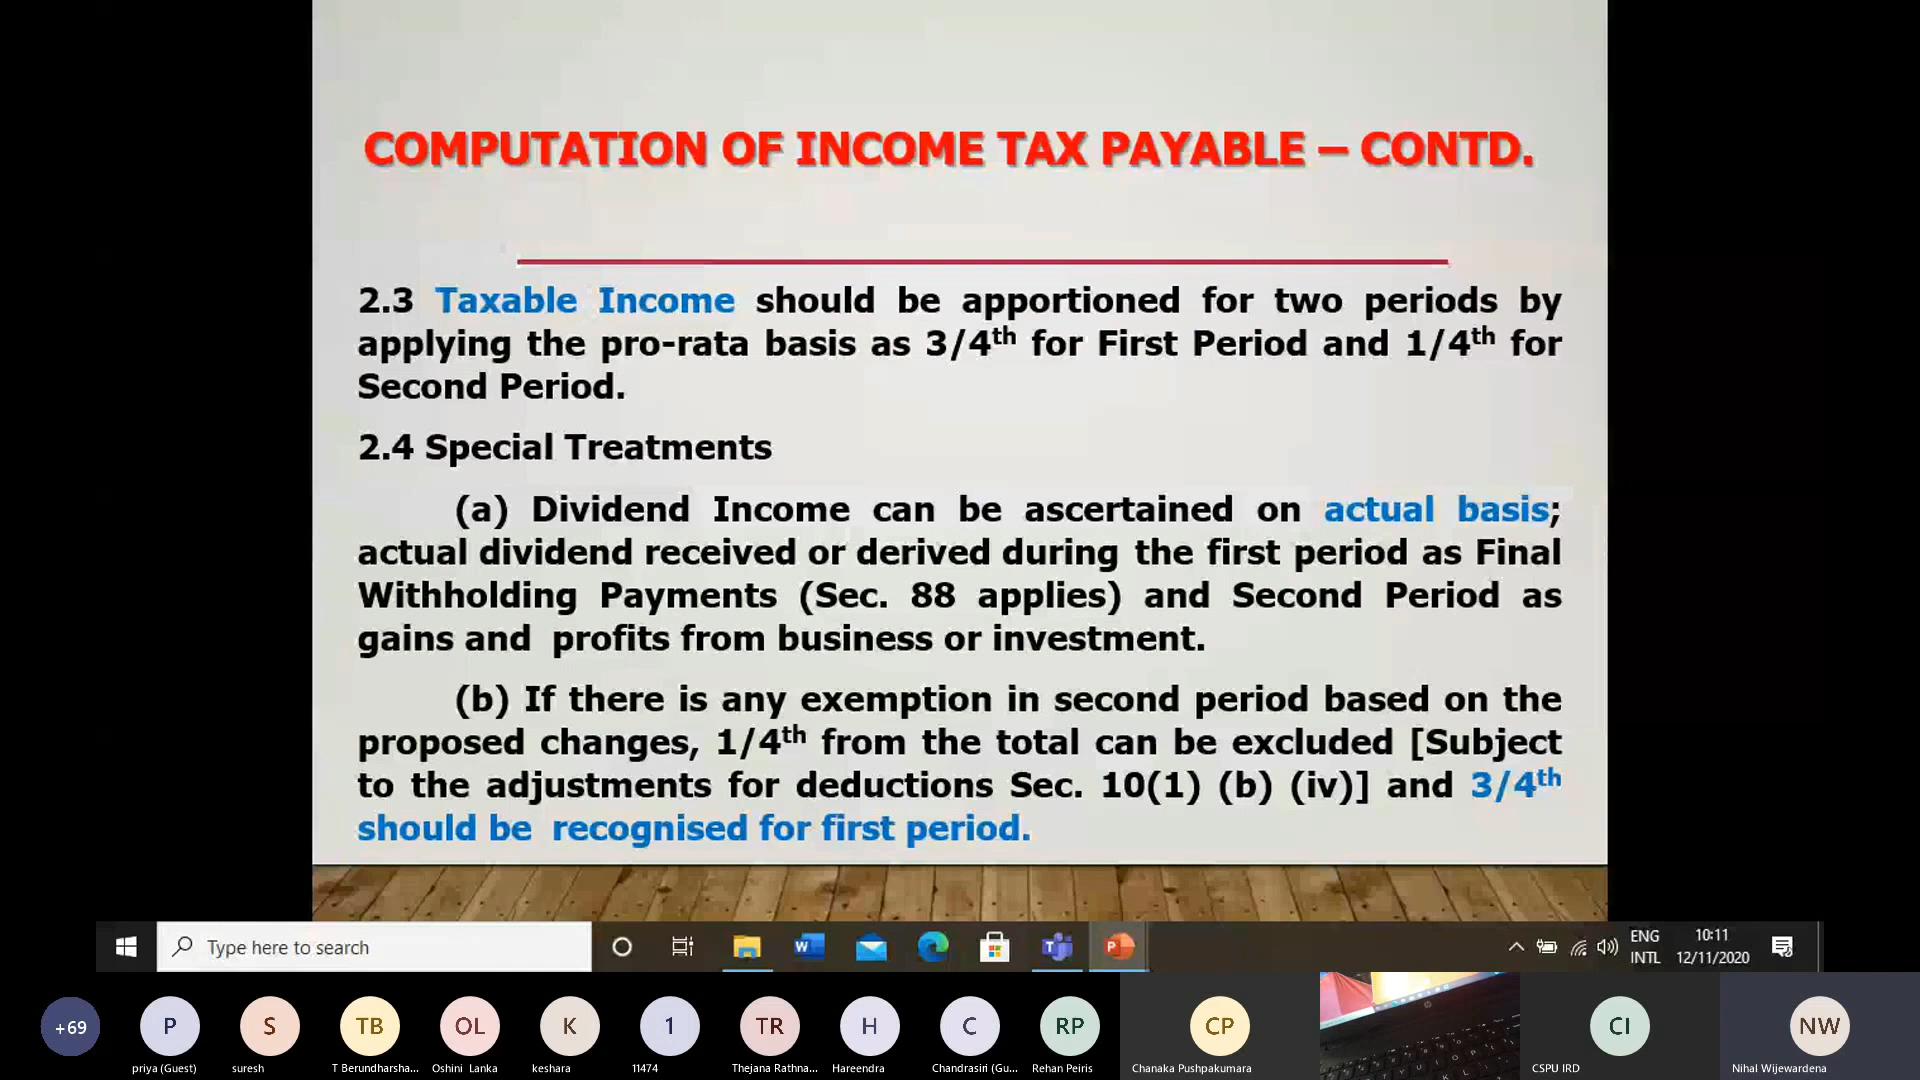 COMPUTATION OF INCOME TAX PAYABLE – CONTD.
2.3 Taxable Income should be apportioned for two periods by
applying the pro-rata basis as 3/4th for First Period and 1/4th for
Second Period.
2.4 Special Treatments
(a) Dividend Income can be ascertained on actual basis;
actual dividend received or derived during the first period as Final
Withholding Payments (Sec. 88 applies) and Second Period as
gains and profits from business or investment.
(b) If there is any exemption in second period based on the
proposed changes, 1/4th from the total can be excluded [Subject
to the adjustments for deductions Sec. 10(1) (b) (iv)] and 3/4th
should be recognised for first period.
Type here to search
W
P
ENG
INTL
10:11
12/11/2020
+69
P
S
TB
OL
K
1
TR
H
C
RP
CP
CI
NW
priya (Guest)
suresh
T Berundharsha...
Oshini Lanka
keshara
11474
Thejana Rathna...
Hareendra
Chandrasiri (Gu...
Rehan Peiris
Chanaka Pushpakumara
CSPU IRD
Nihal Wijewardena